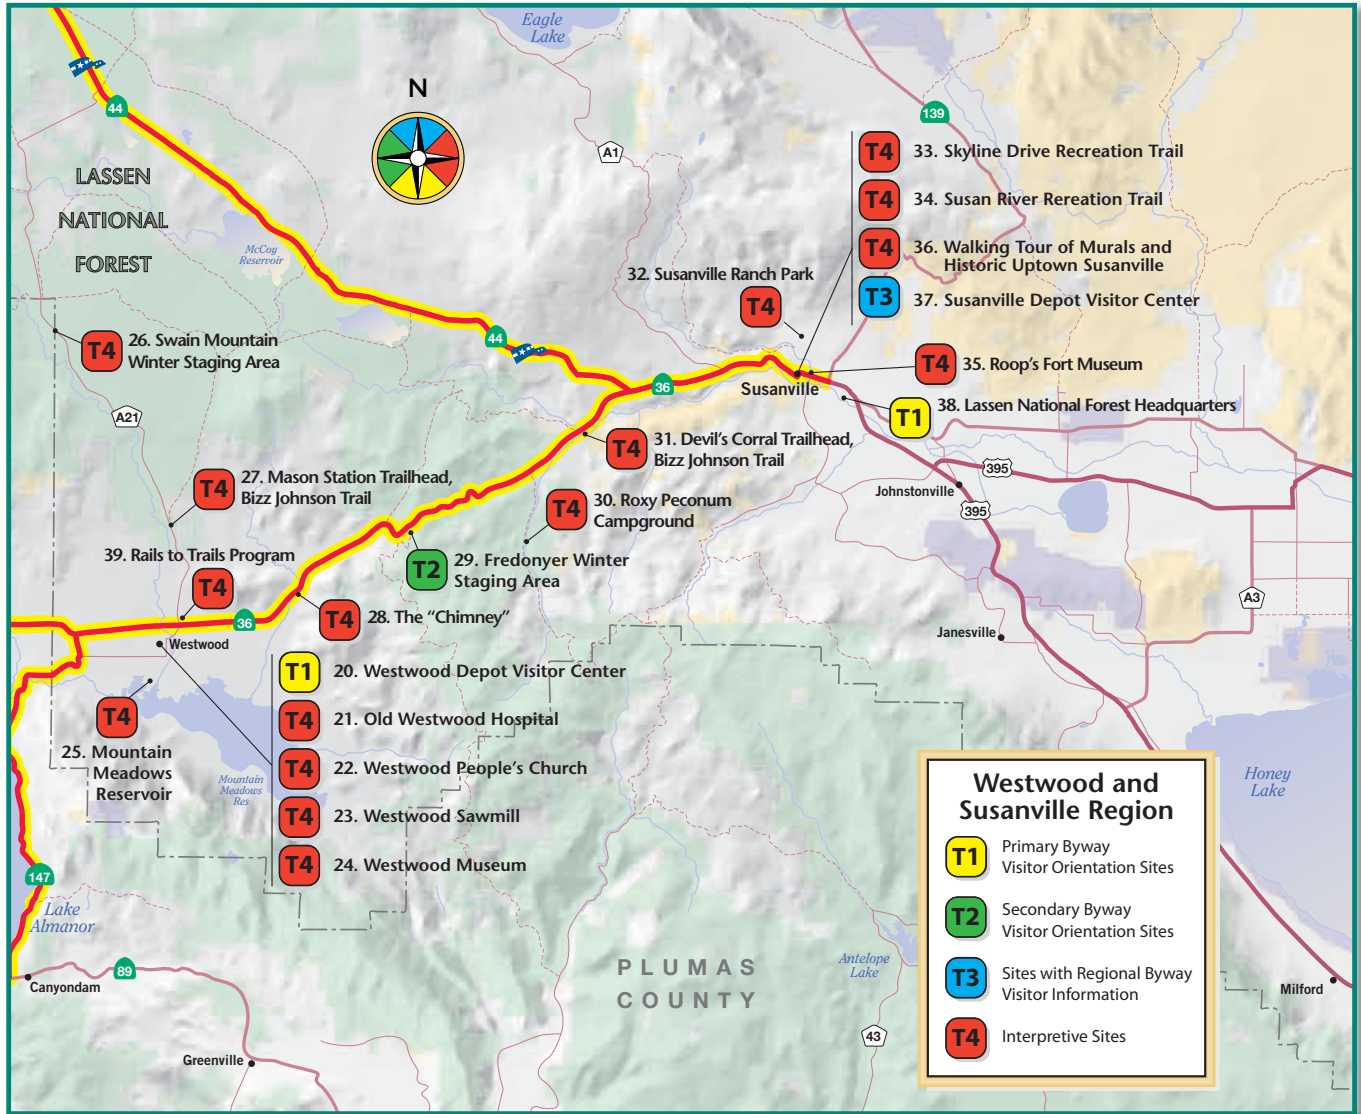 Eagle
Lake
N
44
139
A1
LASSEN
NATIONAL
FOREST
McCoy
Reservoir
T4 33. Skyline Drive Recreation Trail
T4 34. Susan River Rereation Trail
T4 36. Walking Tour of Murals and
Historic Uptown Susanville
T3 37. Susanville Depot Visitor Center
32. Susanville Ranch Park
T4
T4 26. Swain Mountain
Winter Staging Area
44
36
Susanville
T4 35. Roop's Fort Museum
T1 38. Lassen National Forest Headquarters
A21
T4 31. Devil's Corral Trailhead,
Bizz Johnson Trail
T4 27. Mason Station Trailhead,
Bizz Johnson Trail
T4 30. Roxy Peconum
Campground
395
Johnstonville
395
39. Rails to Trails Program
T4
T2 29. Fredonyer Winter
Staging Area
A3
36
T4 28. The “Chimney”
Westwood
Janesville
T1 20. Westwood Depot Visitor Center
T4 21. Old Westwood Hospital
T4 22. Westwood People's Church
T4 23. Westwood Sawmill
T4 24. Westwood Museum
T4
25. Mountain
Meadows
Reservoir
Mountain
Meadows
Res
Honey
Lake
147
Lake
Almanor
Canyondam
89
Greenville
PLUMAS
COUNTY
Antelope
Lake
43
Milford
Westwood and
Susanville Region
T1 Primary Byway
Visitor Orientation Sites
T2 Secondary Byway
Visitor Orientation Sites
T3 Sites with Regional Byway
Visitor Information
T4 Interpretive Sites